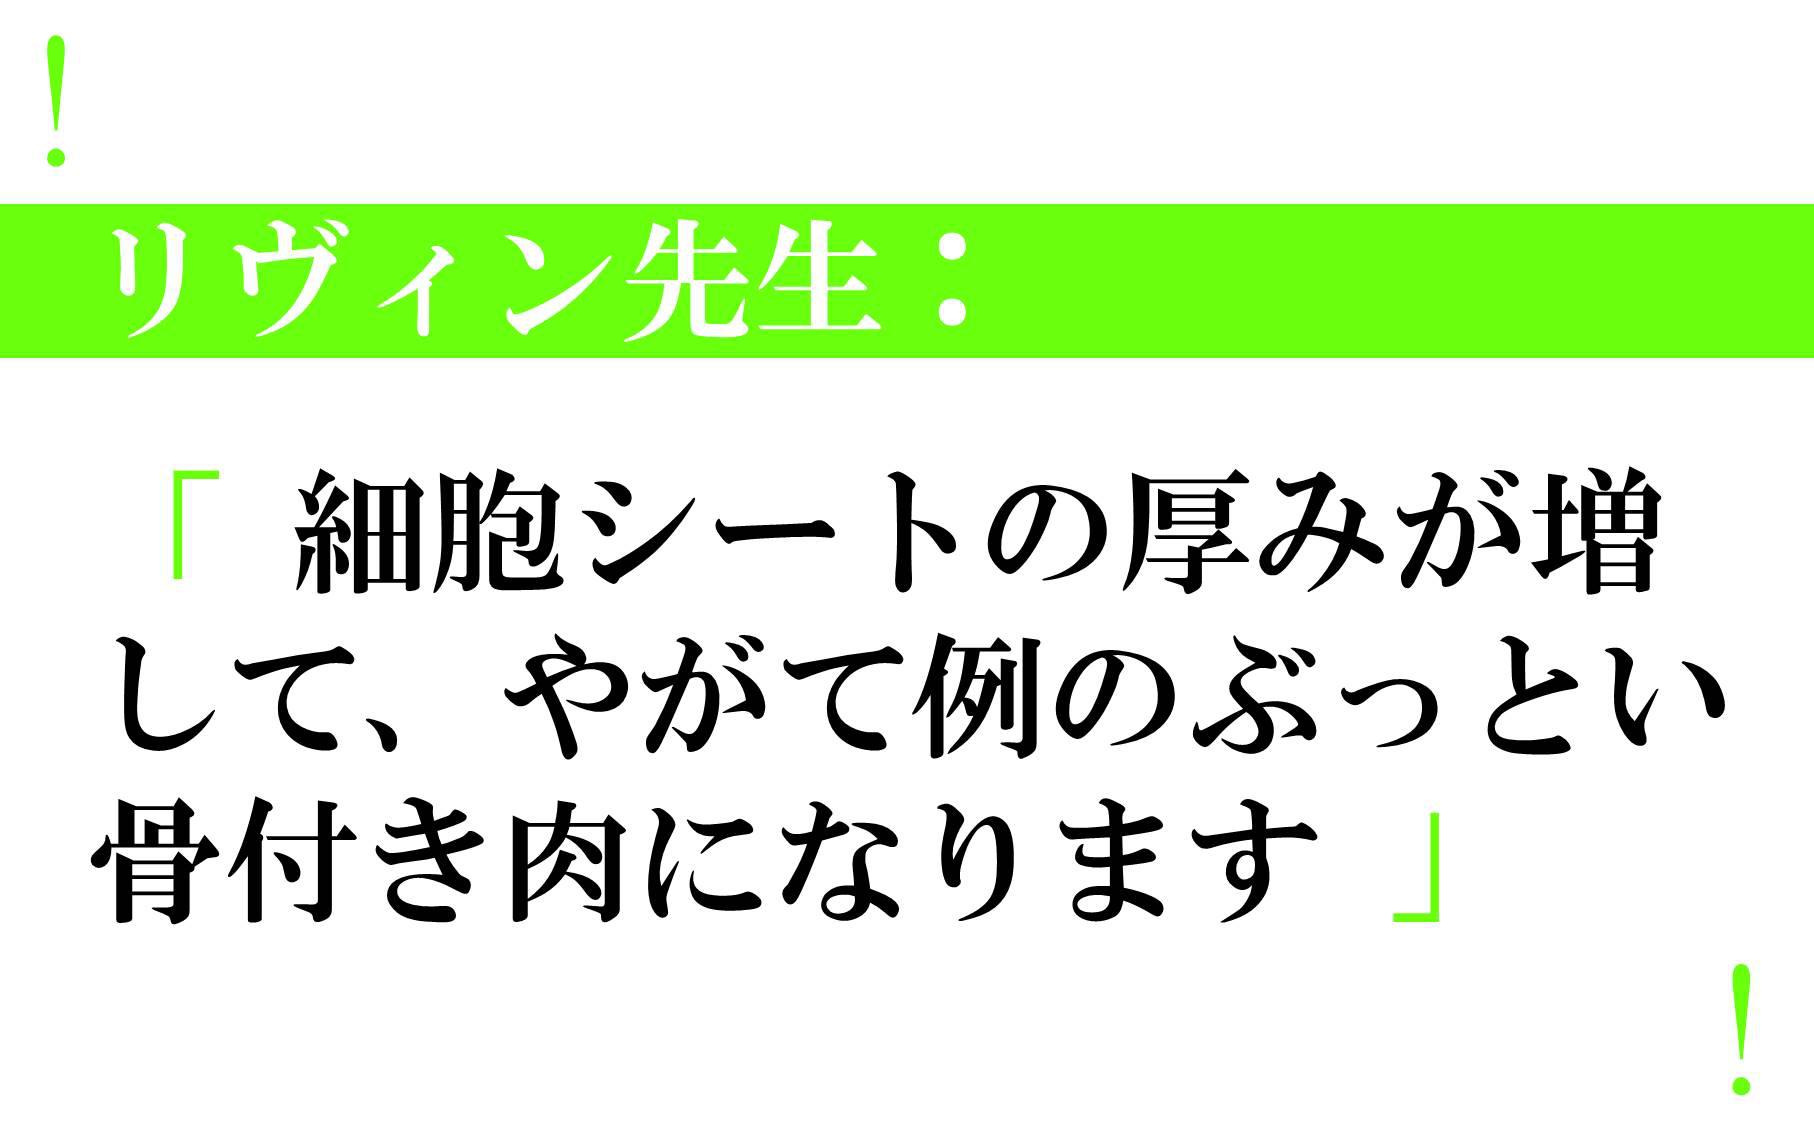 ！
リヴィン先生：
「細胞シートの厚みが増
して、やがて例のぶっとい
骨付き肉になります」
！